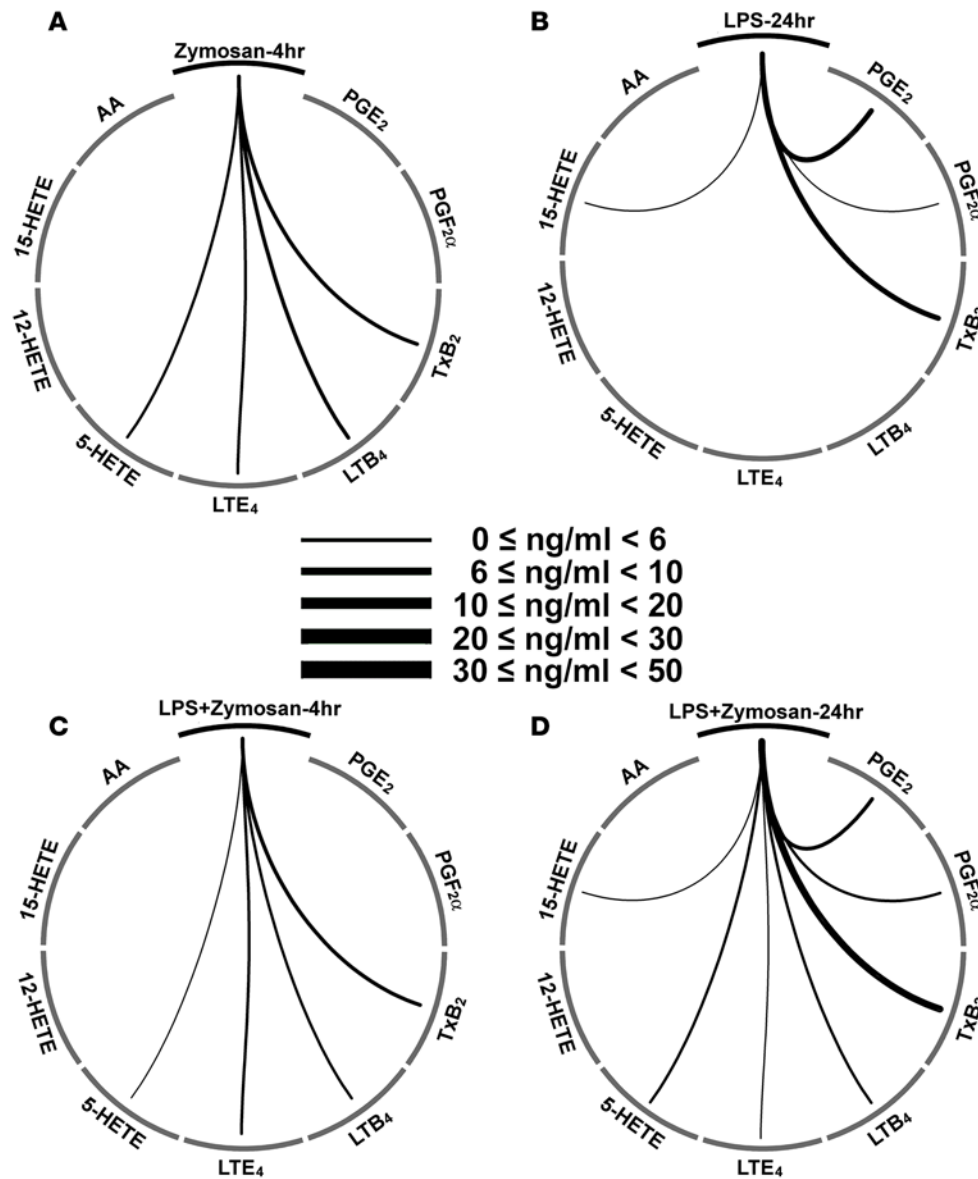 A
Zymosan-4hr
AA
PGE₂
15-HETE
PGF₂α
12-HETE
TxB₂
5-HETE
LTB₄
LTE₄
B
LPS-24hr
AA
PGE₂
15-HETE
PGF₂α
12-HETE
TxB₂
5-HETE
LTB₄
LTE₄
0 ≤ ng/ml < 6
6 ≤ ng/ml < 10
10 ≤ ng/ml < 20
20 ≤ ng/ml < 30
30 ≤ ng/ml < 50
C
LPS+Zymosan-4hr
AA
PGE₂
15-HETE
PGF₂α
12-HETE
TxB₂
5-HETE
LTB₄
LTE₄
D
LPS+Zymosan-24hr
AA
PGE₂
15-HETE
PGF₂α
12-HETE
TxB₂
5-HETE
LTB₄
LTE₄